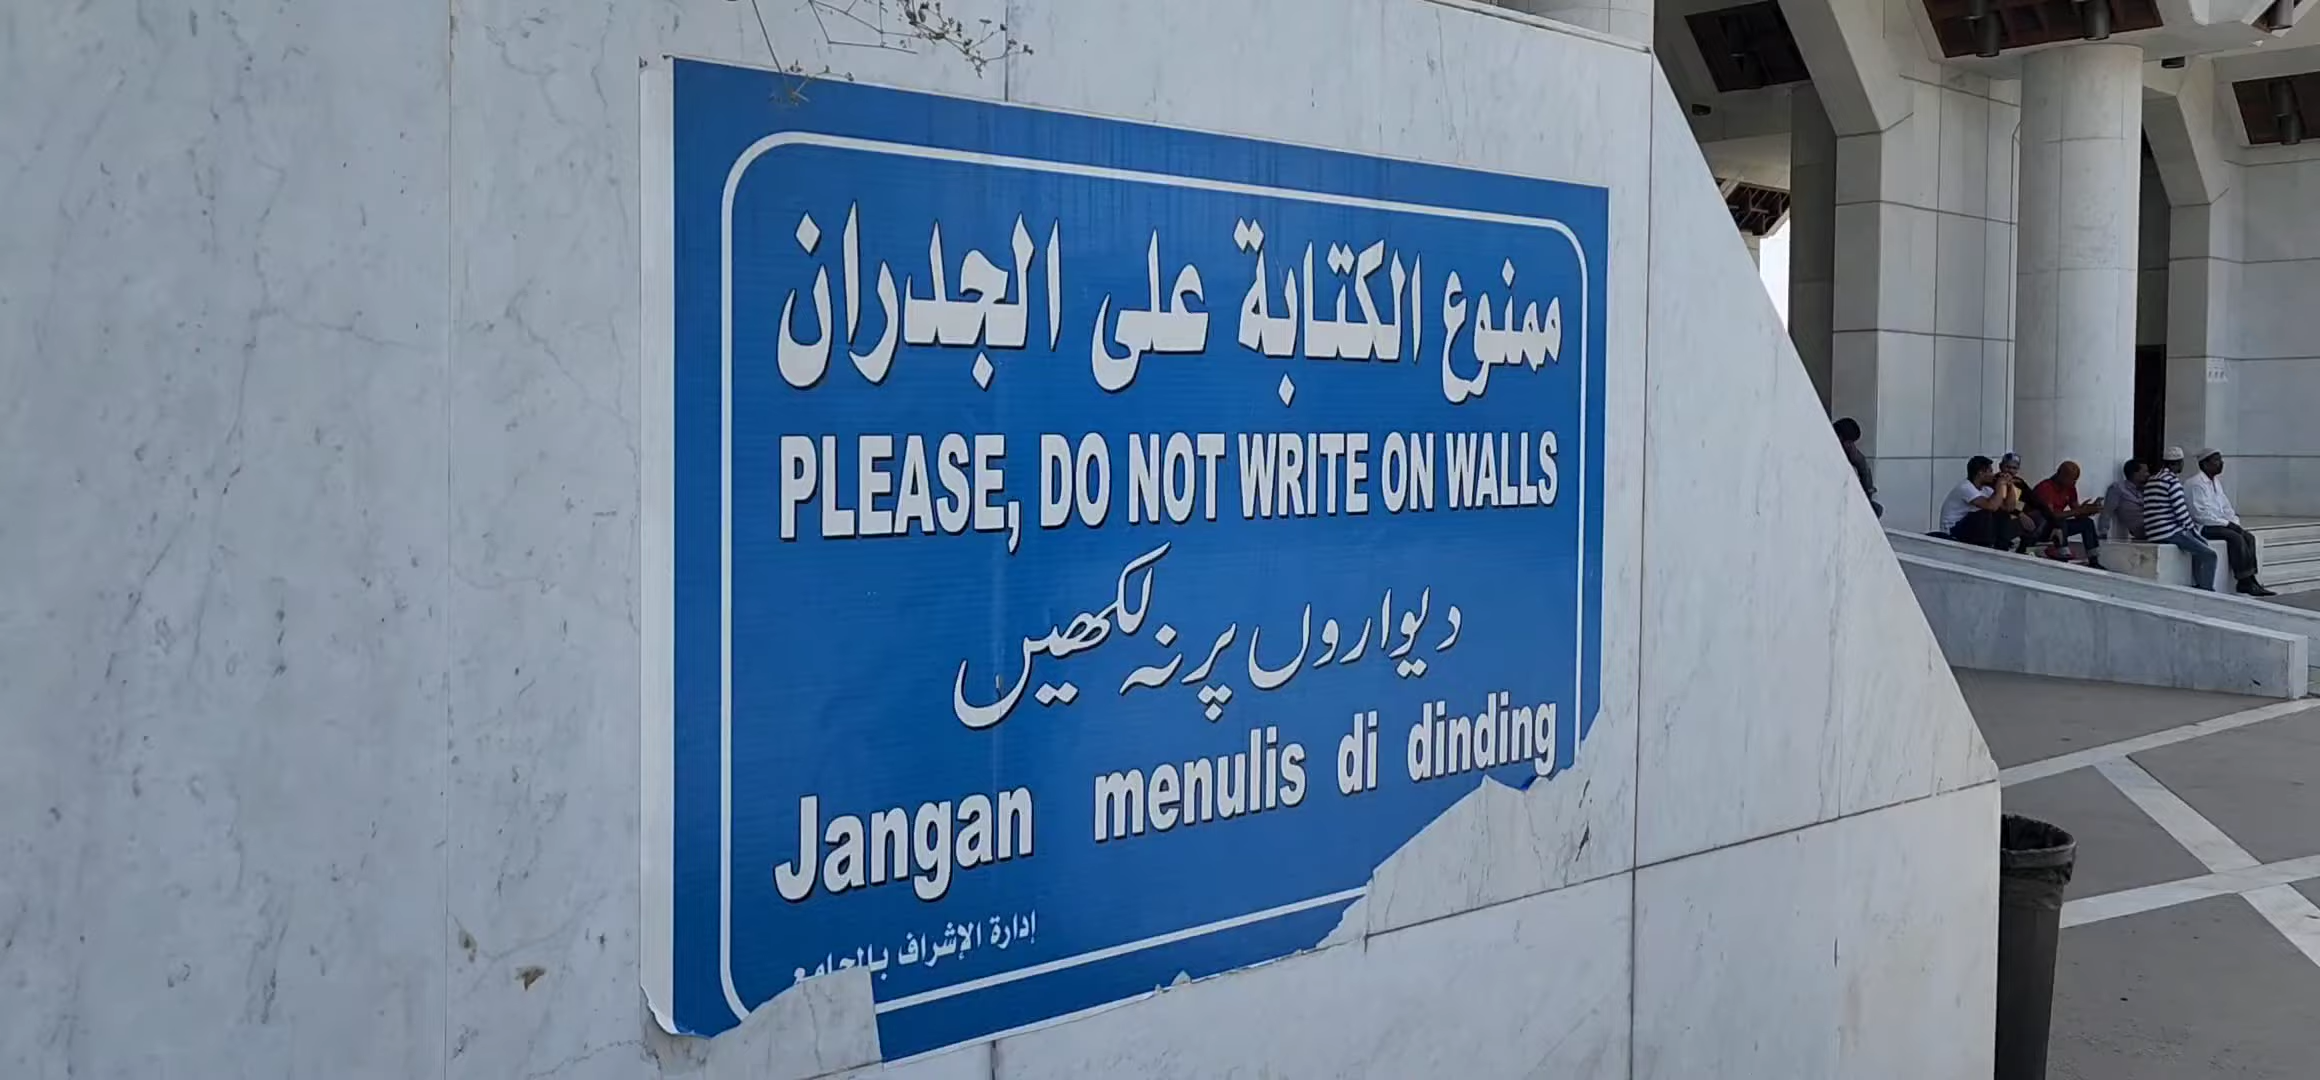 ممنوع الكتابة على الجدران
PLEASE, DO NOT WRITE ON WALLS
دیواروں پر نہ لکھیں
Jangan menulis di dinding
إدارة الإشراف بالجامع